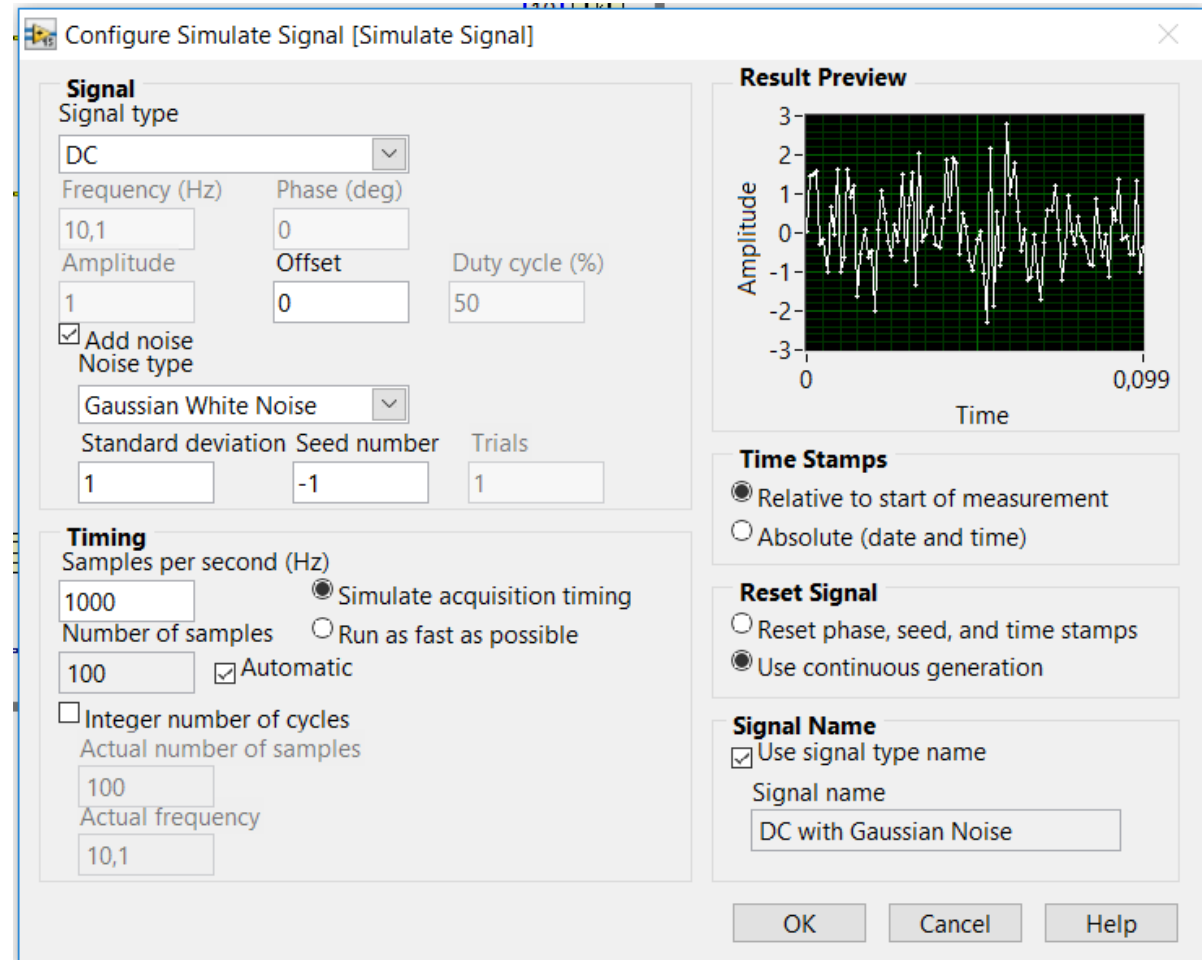 Configure Simulate Signal [Simulate Signal]
Signal
Signal type
DC
Frequency (Hz) Phase (deg)
10,1 0
Amplitude Offset Duty cycle (%)
1 0 50
Add noise
Noise type
Gaussian White Noise
Standard deviation Seed number Trials
1 -1 1
Timing
Samples per second (Hz)
1000 Simulate acquisition timing
Number of samples Run as fast as possible
100 Automatic
Integer number of cycles
Actual number of samples
100
Actual frequency
10,1
Result Preview
3
2
1
0
-1
-2
-3
Amplitude
0 0,099
Time
Time Stamps
Relative to start of measurement
Absolute (date and time)
Reset Signal
Reset phase, seed, and time stamps
Use continuous generation
Signal Name
Use signal type name
Signal name
DC with Gaussian Noise
OK Cancel Help